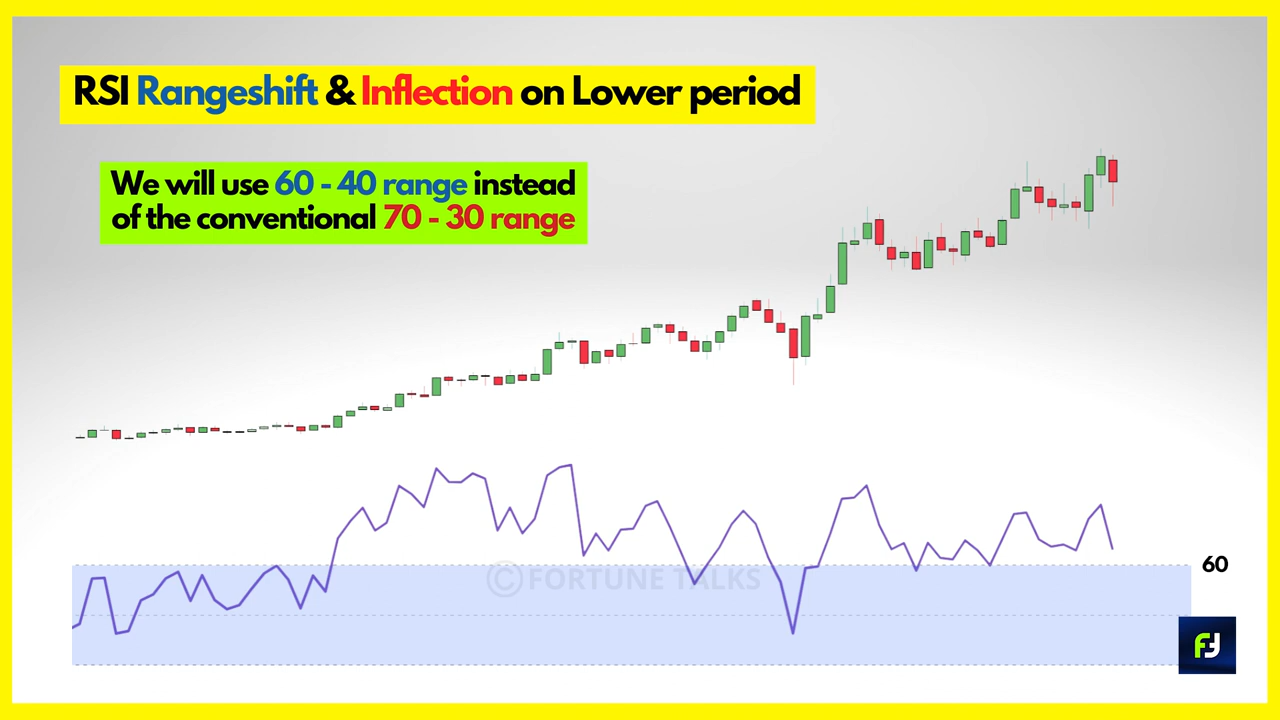 RSI Rangeshift & Inflection on Lower period
We will use 60 - 40 range instead
of the conventional 70 - 30 range
© FORTUNE TALKS
60